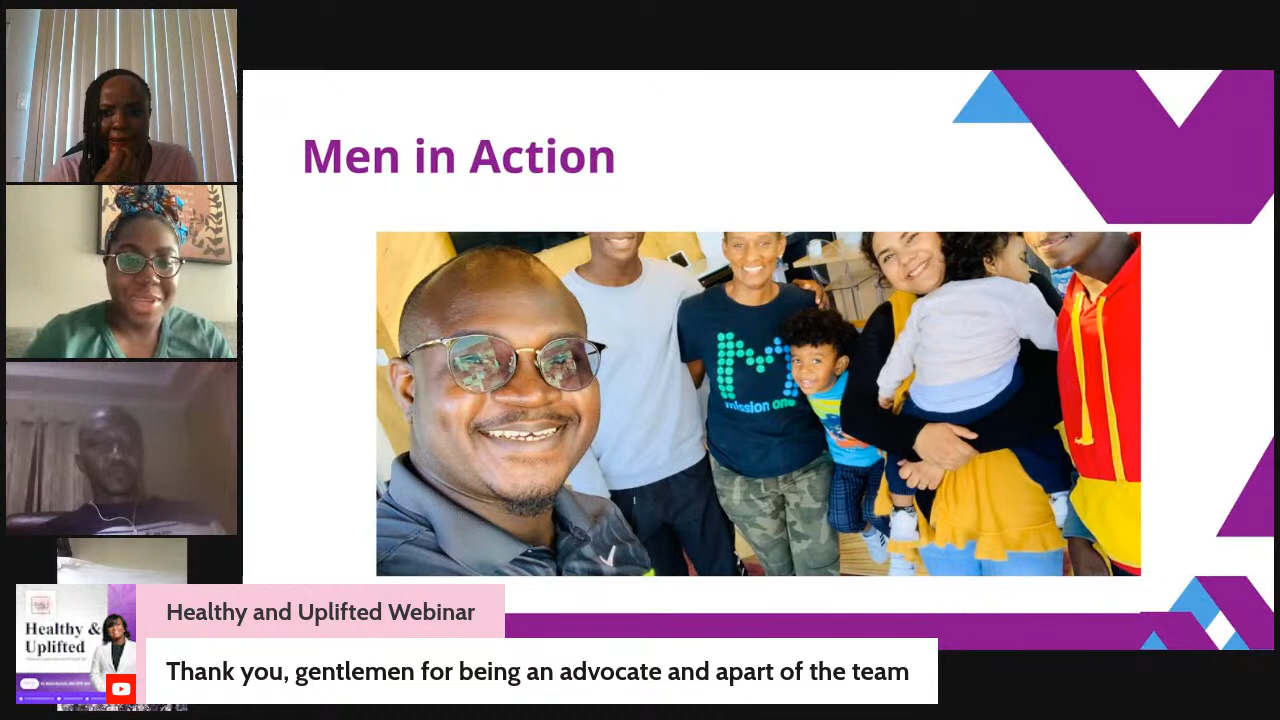 Men in Action
mission one
Healthy &
Uplifted
Healthy and Uplifted Webinar
Thank you, gentlemen for being an advocate and apart of the team